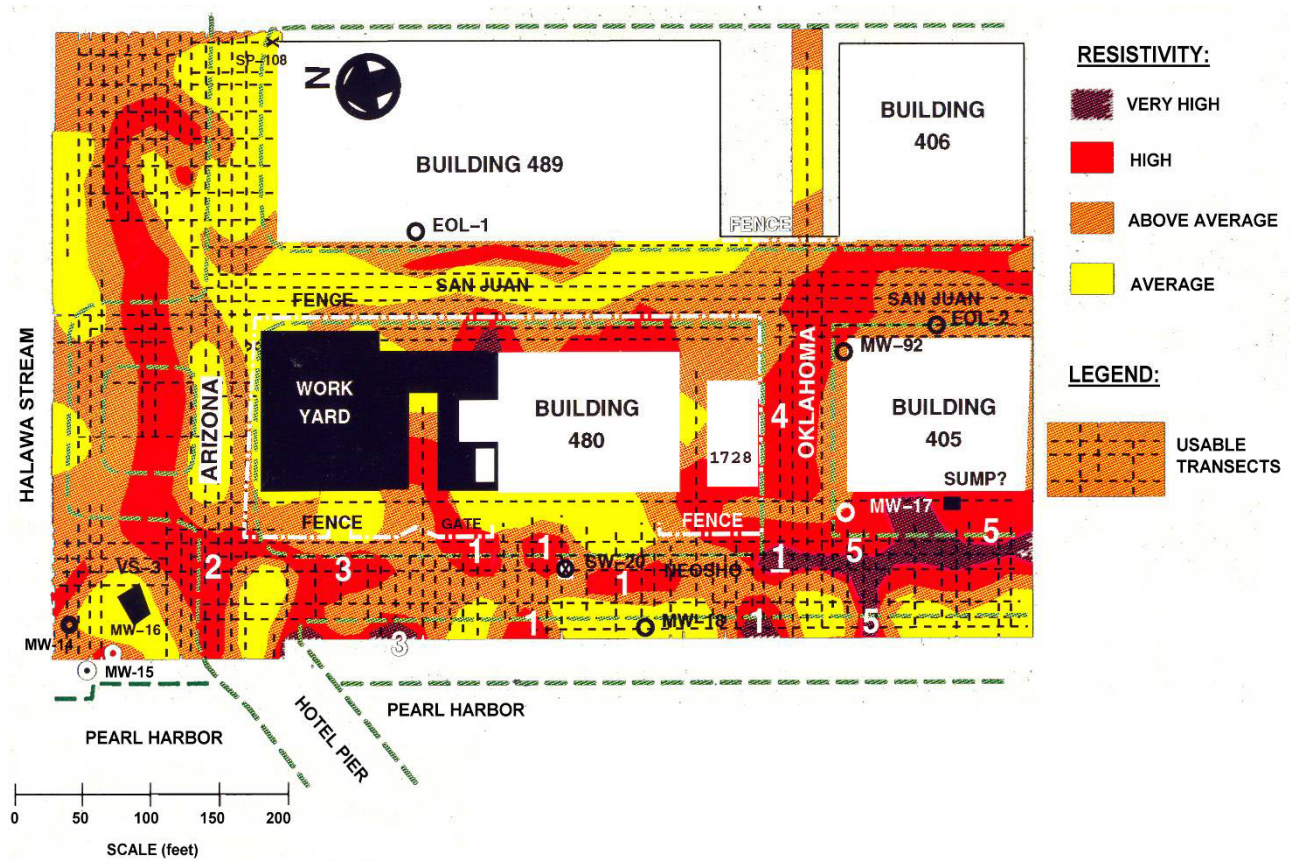 SP-108
N
BUILDING 489
EOL-1
FENCE
BUILDING
406
RESISTIVITY:
VERY HIGH
HIGH
ABOVE AVERAGE
AVERAGE
LEGEND:
USABLE
TRANSECTS
HALAWA STREAM
ARIZONA
FENCE
SAN JUAN
SAN JUAN
EOL-2
MW-92
WORK
YARD
BUILDING
480
1728
4
OKLAHOMA
BUILDING
405
SUMP?
MW-17
FENCE
GATE
FENCE
1
1
SW-20
1
NEOSHO
1
5
5
VS-3
2
3
MW-14
MW-16
MW-15
3
1
MW-18
1
5
PEARL HARBOR
HOTEL PIER
PEARL HARBOR
0
50
100
150
200
SCALE (feet)